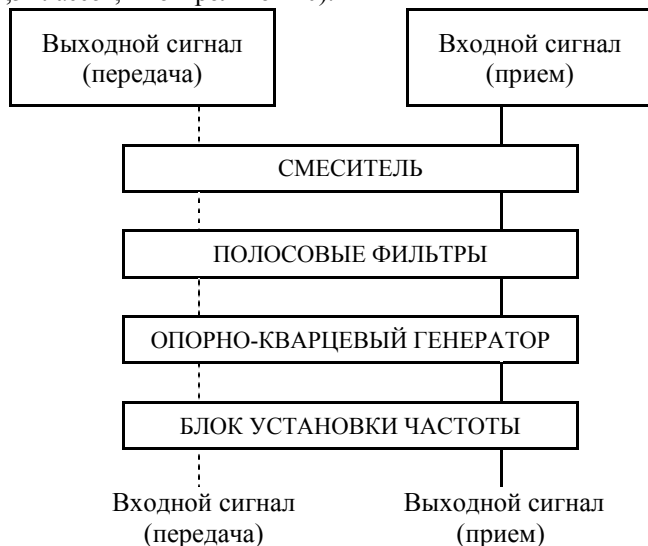 Выходной сигнал
(передача)
Входной сигнал
(прием)
СМЕСИТЕЛЬ
ПОЛОСОВЫЕ ФИЛЬТРЫ
ОПОРНО-КВАРЦЕВЫЙ ГЕНЕРАТОР
БЛОК УСТАНОВКИ ЧАСТОТЫ
Входной сигнал
(передача)
Выходной сигнал
(прием)